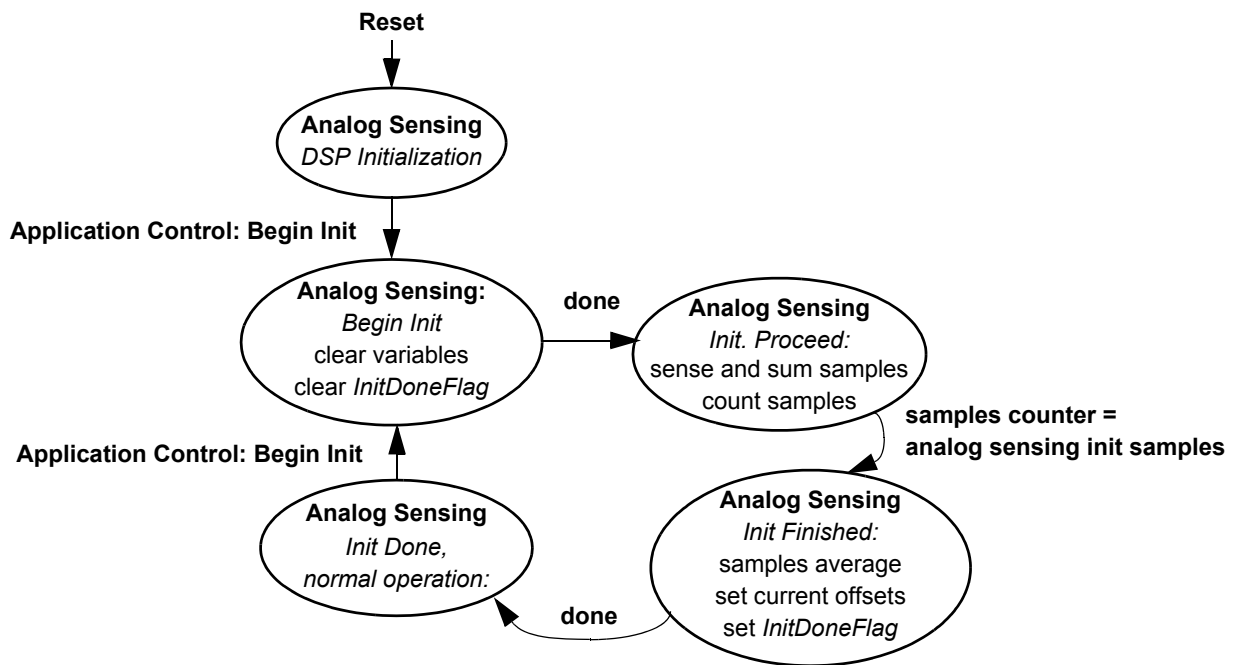 Reset
Analog Sensing
DSP Initialization
Application Control: Begin Init
Analog Sensing:
Begin Init
clear variables
clear InitDoneFlag
done
Analog Sensing
Init. Proceed:
sense and sum samples
count samples
samples counter =
analog sensing init samples
Analog Sensing
Init Finished:
samples average
set current offsets
set InitDoneFlag
done
Analog Sensing
Init Done,
normal operation:
Application Control: Begin Init